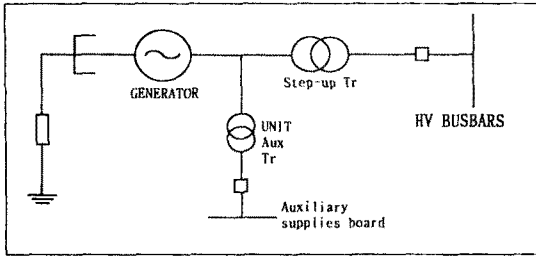 GENERATOR
Step-up Tr
HV BUSBARS
UNIT
Aux
Tr
Auxiliary
supplies board